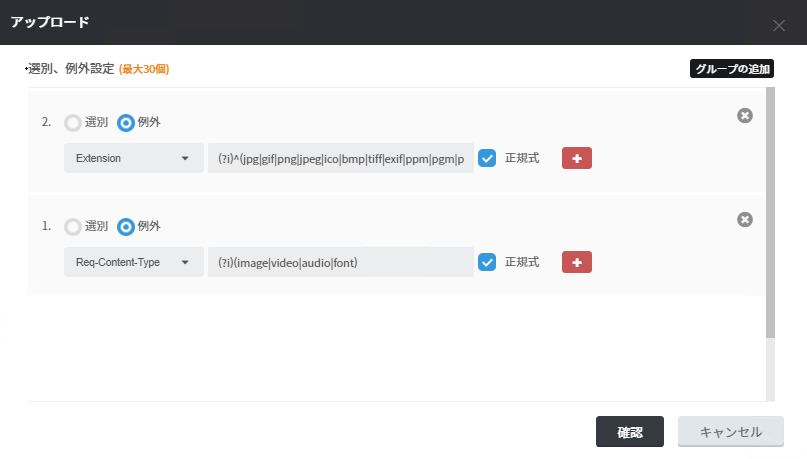 アップロード
選別、例外設定 (最大30個)
グループの追加
2. 選別 例外
Extension (?i)^(jpg|gif|png|jpeg|ico|bmp|tiff|exif|ppm|pgm|p 正規式
1. 選別 例外
Req-Content-Type (?i)(image|video|audio|font) 正規式
確認 キャンセル